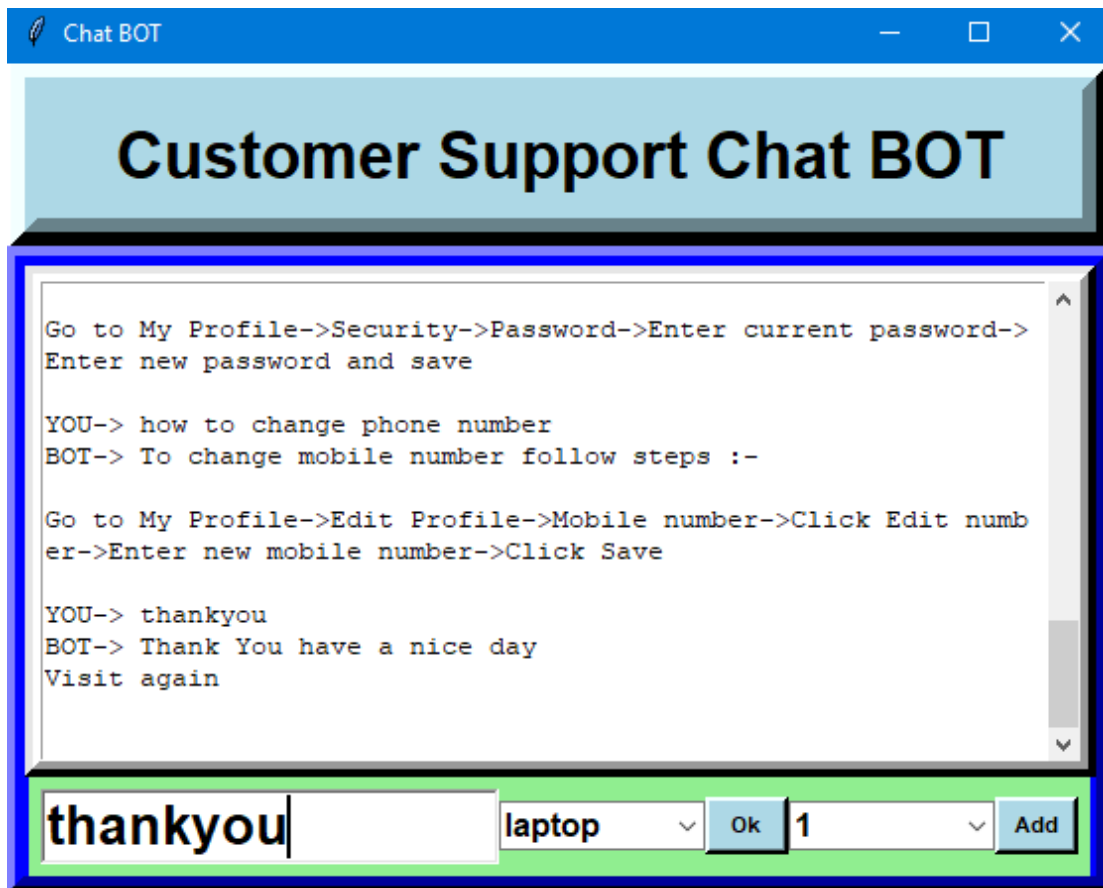 Chat BOT
Customer Support Chat BOT
Go to My Profile->Security->Password->Enter current password->
Enter new password and save
YOU-> how to change phone number
BOT-> To change mobile number follow steps :-
Go to My Profile->Edit Profile->Mobile number->Click Edit numb
er->Enter new mobile number->Click Save
YOU-> thankyou
BOT-> Thank You have a nice day
Visit again
thankyou laptop Ok 1 Add